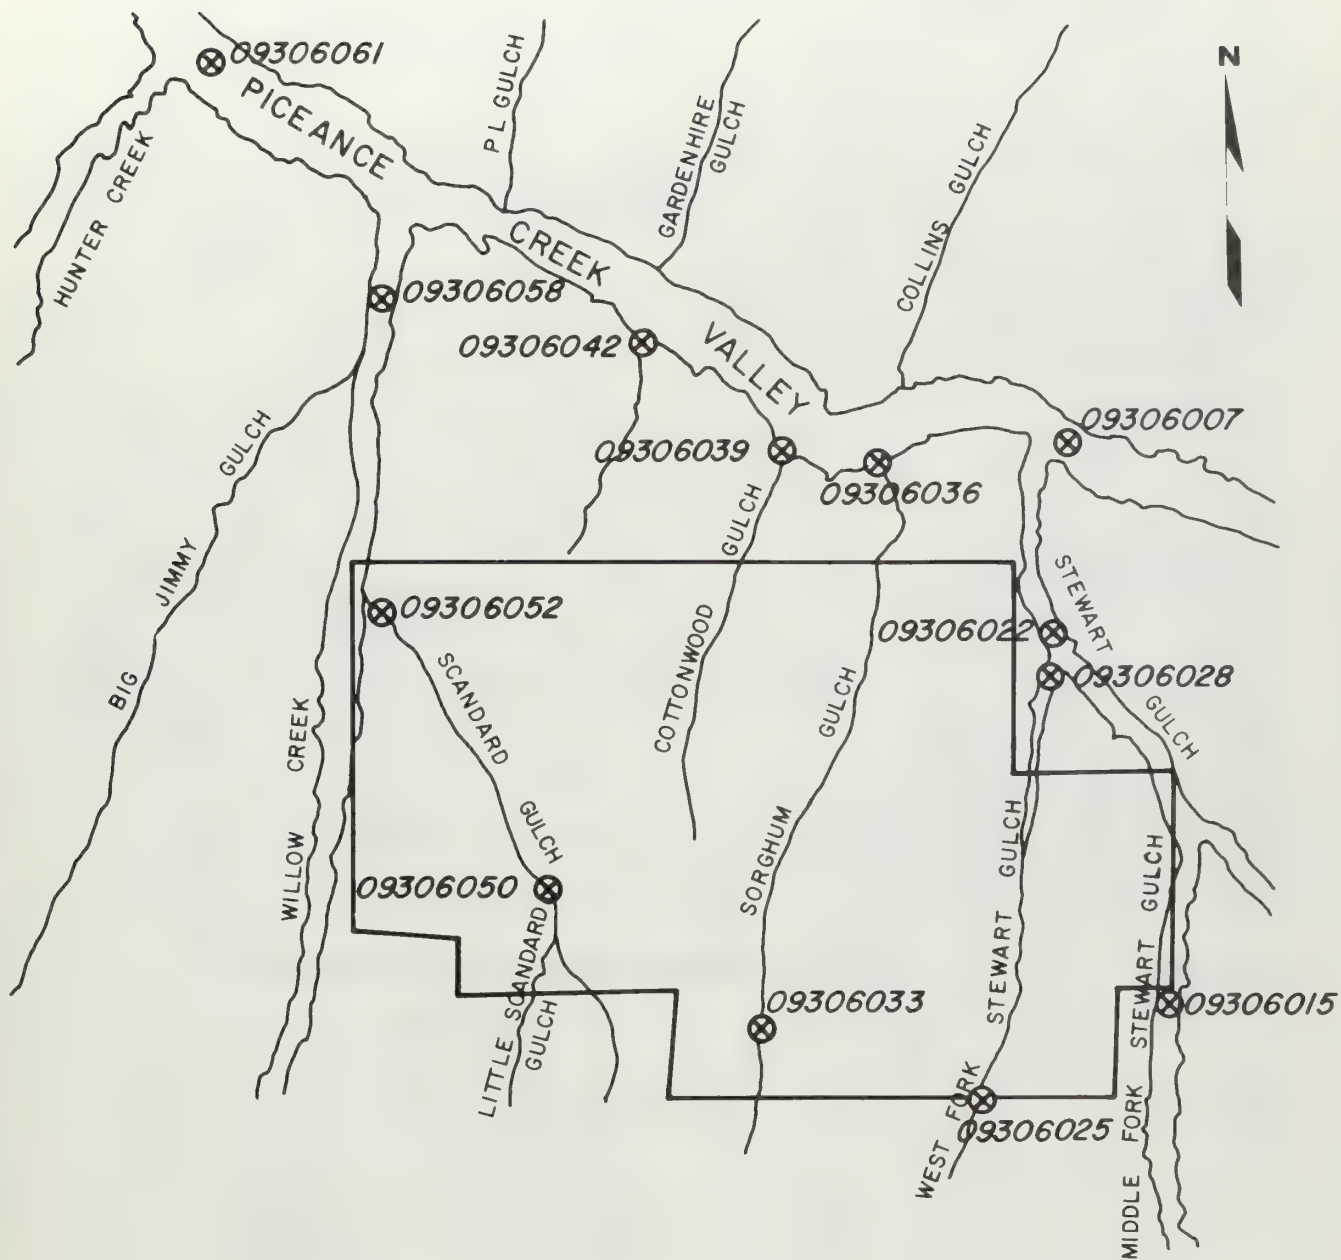 09306061
N
PICEANCE
P L GULCH
GARDENHIRE
GULCH
HUNTER CREEK
CREEK
COLLINS GULCH
09306058
09306042
VALLEY
09306007
09306039
09306036
BIG JIMMY GULCH
COTTONWOOD GULCH
09306052
09306022
STEWART GULCH
09306028
SCANDARD GULCH
SORGHUM GULCH
WILLOW CREEK
09306050
LITTLE SCANDARD
GULCH
09306033
09306015
WEST FORK STEWART GULCH
MIDDLE FORK STEWART GULCH
09306025